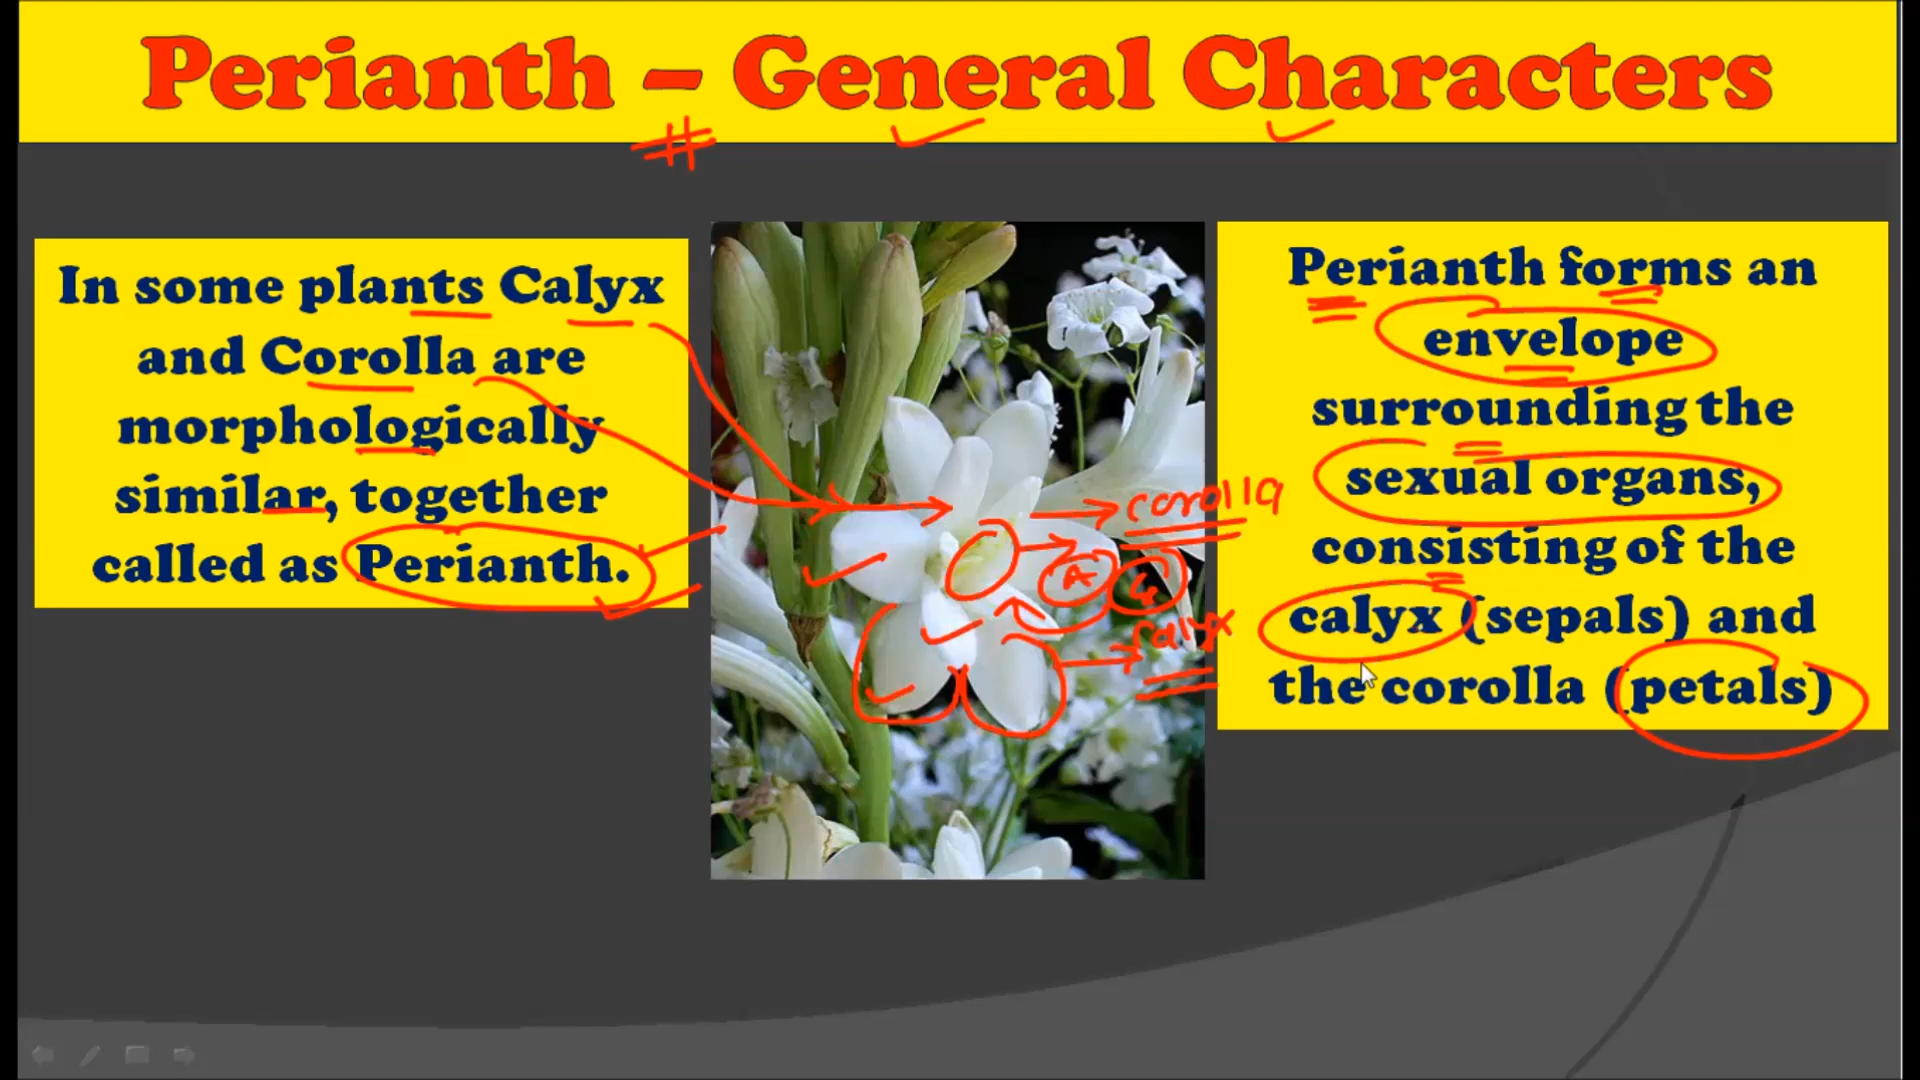 Perianth – General Characters
In some plants Calyx
and Corolla are
morphologically
similar, together
called as Perianth.
corolla
A
G
calyx
Perianth forms an
envelope
surrounding the
sexual organs,
consisting of the
calyx (sepals) and
the corolla (petals)